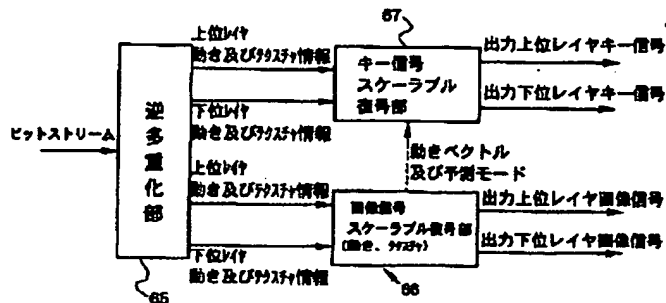 67
上位レイヤ
動き及びテクスチャ情報
キー信号
スケーラブル
復号部
出力上位レイヤキー信号
出力下位レイヤキー信号
ビットストリーム
逆多重化部
下位レイヤ
動き及びテクスチャ情報
動きベクトル
及び予測モード
上位レイヤ
動き及びテクスチャ情報
画像信号
スケーラブル復号部
(動き、テクスチャ)
出力上位レイヤ画像信号
出力下位レイヤ画像信号
下位レイヤ
動き及びテクスチャ情報
65
66